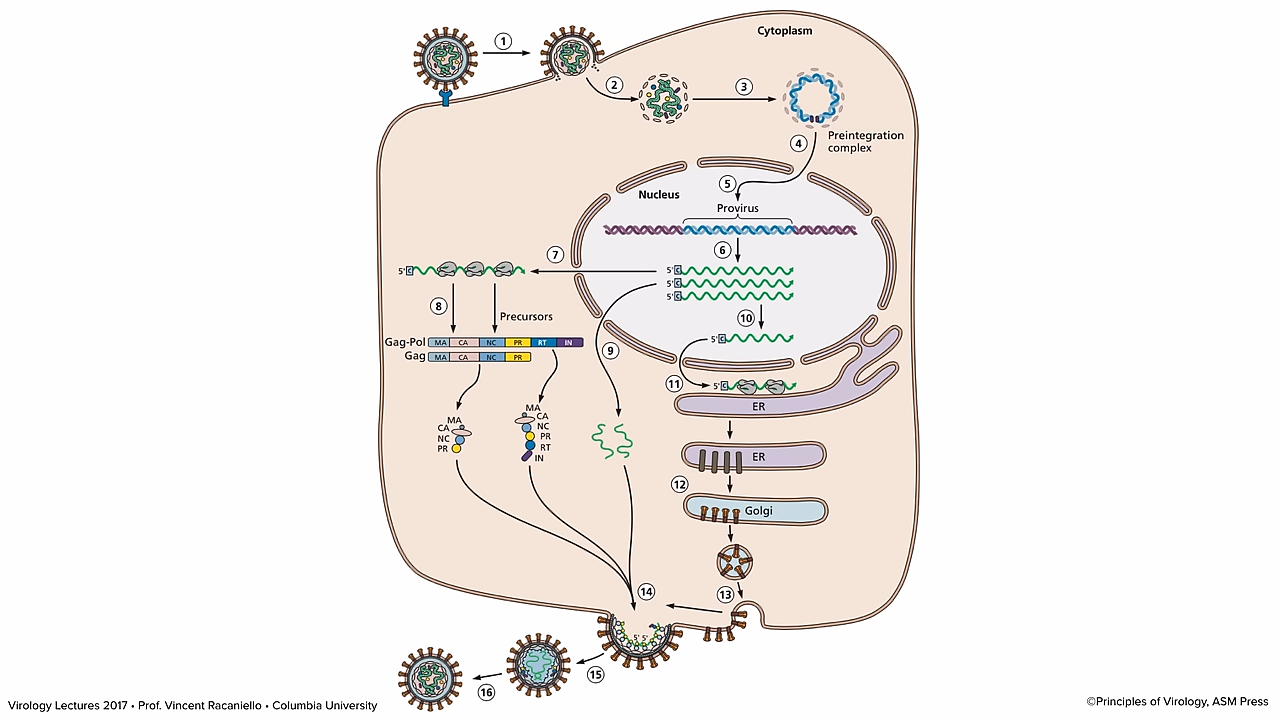 Cytoplasm
1
2
3
4
Preintegration
complex
5
Nucleus
Provirus
6
7
5' C
5' C
5' C
5' C
8
Precursors
10
5' C
Gag-Pol MA CA NC PR RT IN
Gag MA CA NC PR
9
11
5' C
ER
MA
CA
NC
PR
MA
CA
NC
PR
RT
IN
ER
12
Golgi
13
14
5' 5'
15
16
Virology Lectures 2017 • Prof. Vincent Racaniello • Columbia University
©Principles of Virology, ASM Press